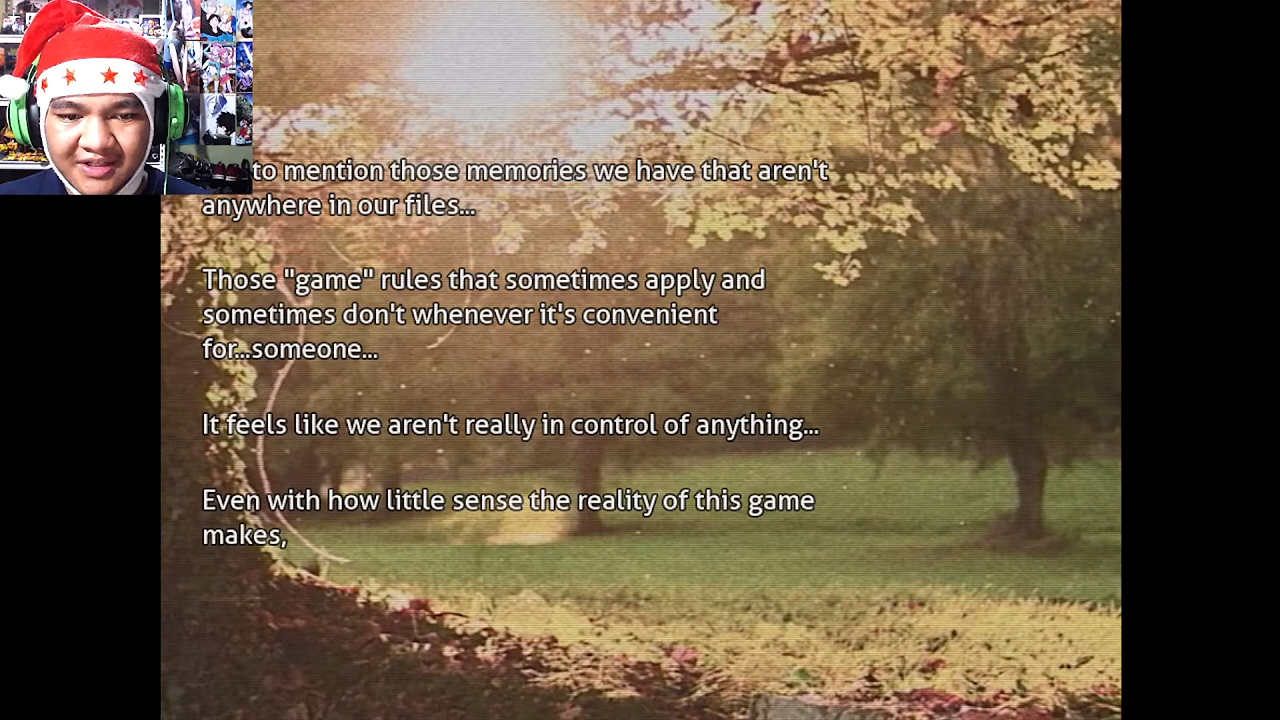 to mention those memories we have that aren't
anywhere in our files...
Those "game" rules that sometimes apply and
sometimes don't whenever it's convenient
for...someone...
It feels like we aren't really in control of anything...
Even with how little sense the reality of this game
makes,